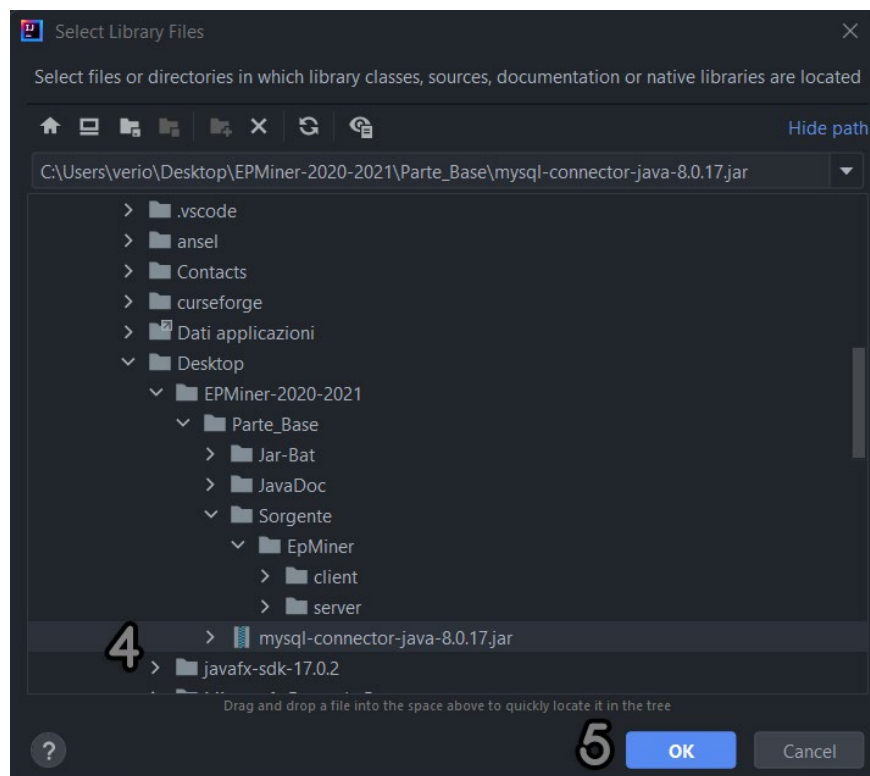 Select Library Files
Select files or directories in which library classes, sources, documentation or native libraries are located
Hide path
C:\Users\verio\Desktop\EPMiner-2020-2021\Parte_Base\mysql-connector-java-8.0.17.jar
.vscode
ansel
Contacts
curseforge
Dati applicazioni
Desktop
EPMiner-2020-2021
Parte_Base
Jar-Bat
JavaDoc
Sorgente
EpMiner
client
server
4 mysql-connector-java-8.0.17.jar
javafx-sdk-17.0.2
Drag and drop a file into the space above to quickly locate it in the tree
? 5 OK Cancel